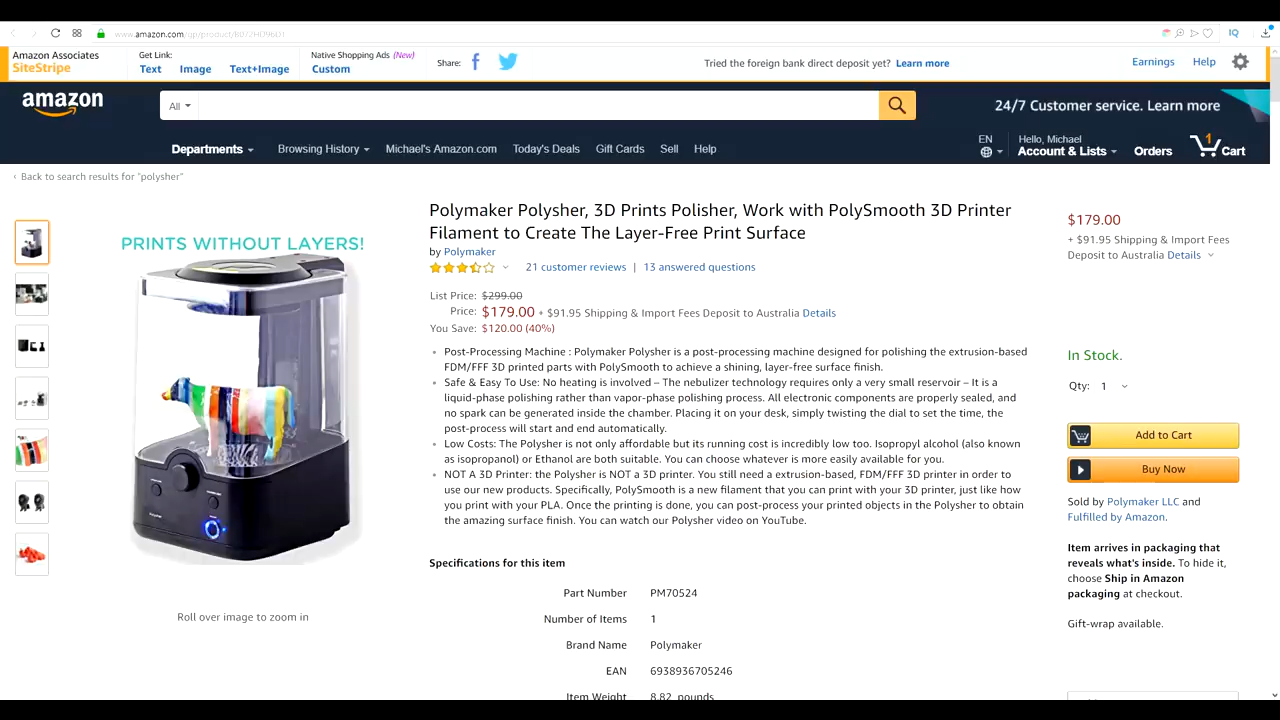 www.amazon.com/gp/product/
IQ
Amazon Associates
SiteStripe
Get Link:
Text Image Text+Image
Native Shopping Ads (New)
Custom
Share:
Tried the foreign bank direct deposit yet? Learn more
Earnings Help
amazon
All
24/7 Customer service. Learn more
Departments Browsing History Michael's Amazon.com Today's Deals Gift Cards Sell Help
EN
Hello, Michael
Account & Lists
Orders
1
Cart
‹ Back to search results for "polysher"
PRINTS WITHOUT LAYERS!
Roll over image to zoom in
Polymaker Polysher, 3D Prints Polisher, Work with PolySmooth 3D Printer
Filament to Create The Layer-Free Print Surface
by Polymaker
21 customer reviews | 13 answered questions
List Price: $299.00
Price: $179.00 + $91.95 Shipping & Import Fees Deposit to Australia Details
You Save: $120.00 (40%)
• Post-Processing Machine : Polymaker Polysher is a post-processing machine designed for polishing the extrusion-based
FDM/FFF 3D printed parts with PolySmooth to achieve a shining, layer-free surface finish.
• Safe & Easy To Use: No heating is involved – The nebulizer technology requires only a very small reservoir – It is a
liquid-phase polishing rather than vapor-phase polishing process. All electronic components are properly sealed, and
no spark can be generated inside the chamber. Placing it on your desk, simply twisting the dial to set the time, the
post-process will start and end automatically.
• Low Costs: The Polysher is not only affordable but its running cost is incredibly low too. Isopropyl alcohol (also known
as isopropanol) or Ethanol are both suitable. You can choose whatever is more easily available for you.
• NOT A 3D Printer: the Polysher is NOT a 3D printer. You still need a extrusion-based, FDM/FFF 3D printer in order to
use our new products. Specifically, PolySmooth is a new filament that you can print with your 3D printer, just like how
you print with your PLA. Once the printing is done, you can post-process your printed objects in the Polysher to obtain
the amazing surface finish. You can watch our Polysher video on YouTube.
Specifications for this item
Part Number PM70524
Number of Items 1
Brand Name Polymaker
EAN 6938936705246
Item Weight 8.82 pounds
$179.00
+ $91.95 Shipping & Import Fees
Deposit to Australia Details
In Stock.
Qty: 1
Add to Cart
Buy Now
Sold by Polymaker LLC and
Fulfilled by Amazon.
Item arrives in packaging that
reveals what's inside. To hide it,
choose Ship in Amazon
packaging at checkout.
Gift-wrap available.